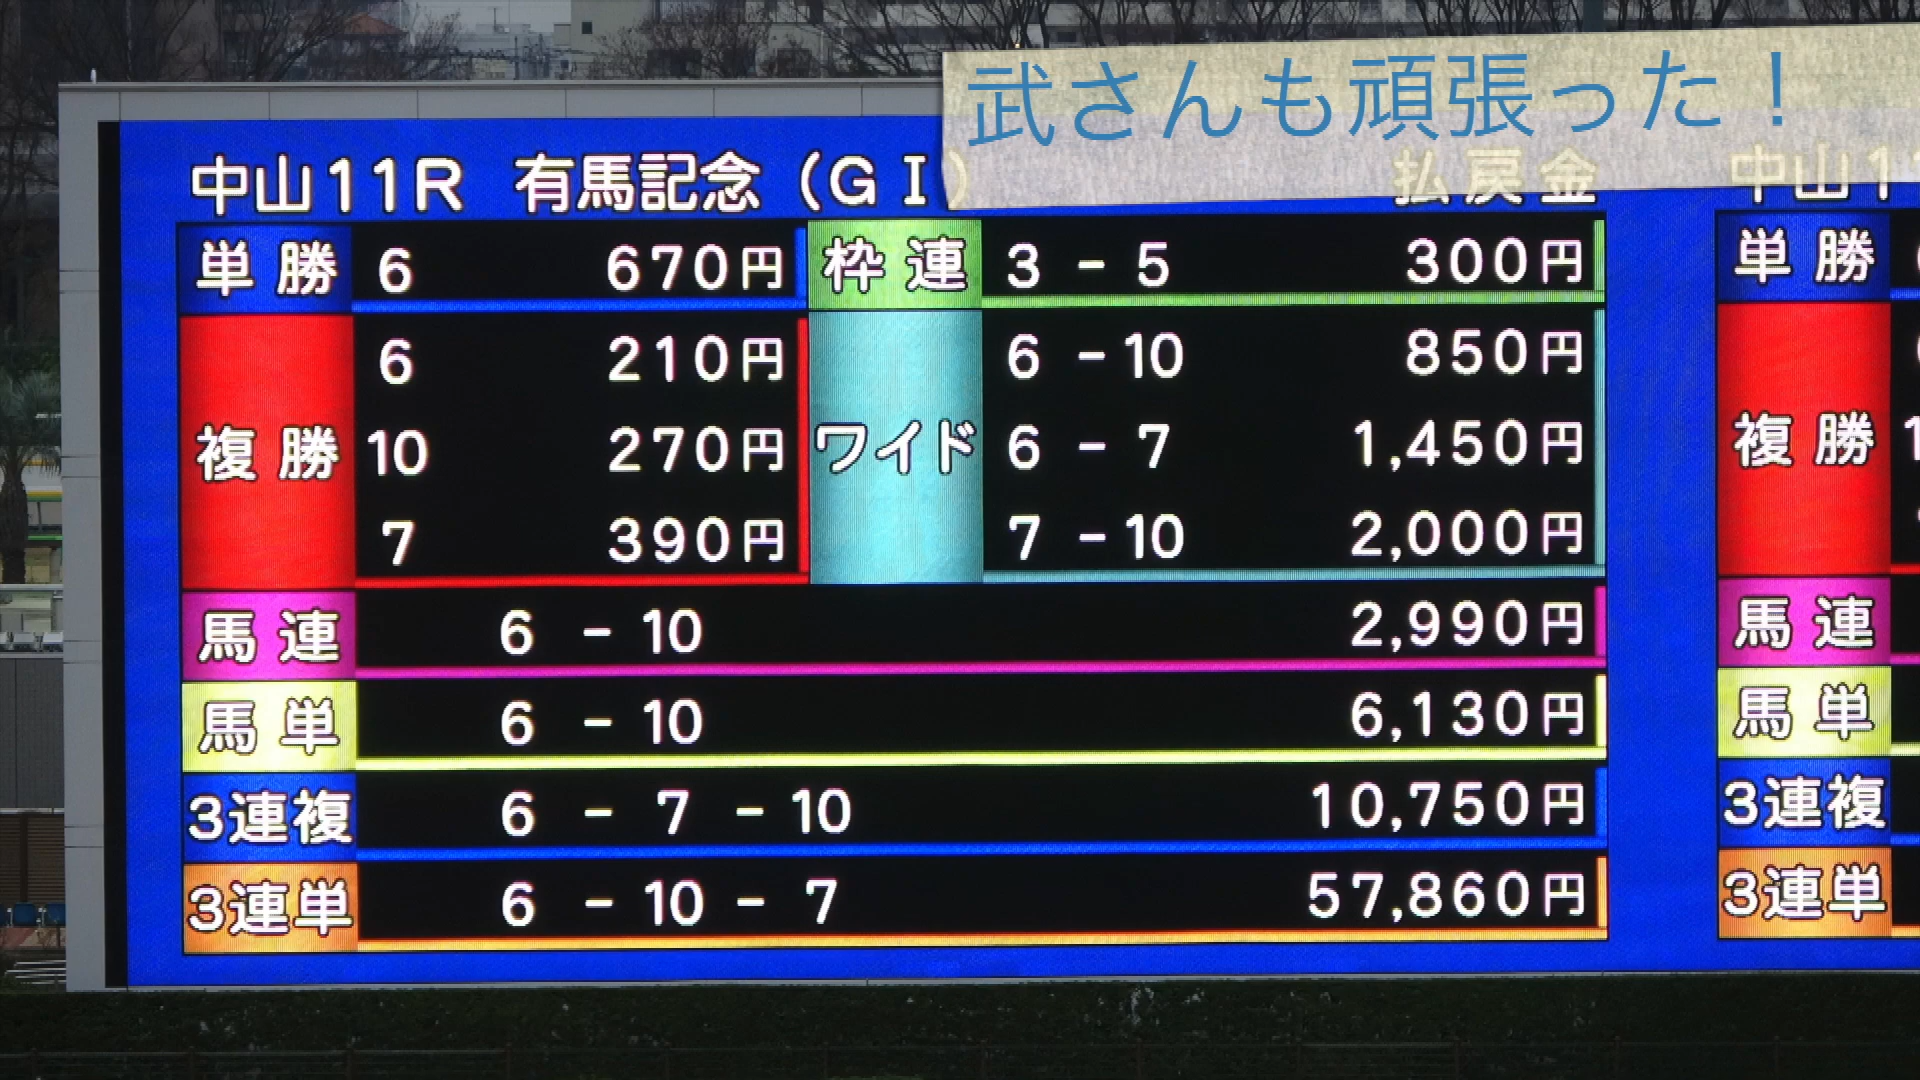 武さんも頑張った！
中山11R 有馬記念（GⅠ） 払戻金
単勝 6 670円 枠連 3 - 5 300円
複勝 6 210円 ワイド 6 - 10 850円
10 270円 6 - 7 1,450円
7 390円 7 - 10 2,000円
馬連 6 - 10 2,990円
馬単 6 - 10 6,130円
3連複 6 - 7 - 10 10,750円
3連単 6 - 10 - 7 57,860円
中山1
単勝
複勝
馬連
馬単
3連複
3連単